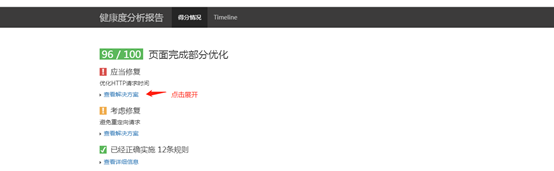 健康度分析报告 得分情况 Timeline
96 / 100 页面完成部分优化
应当修复
优化HTTP请求时间
查看解决方案 点击展开
考虑修复
避免重定向请求
查看解决方案
已经正确实施 12条规则
查看详细信息